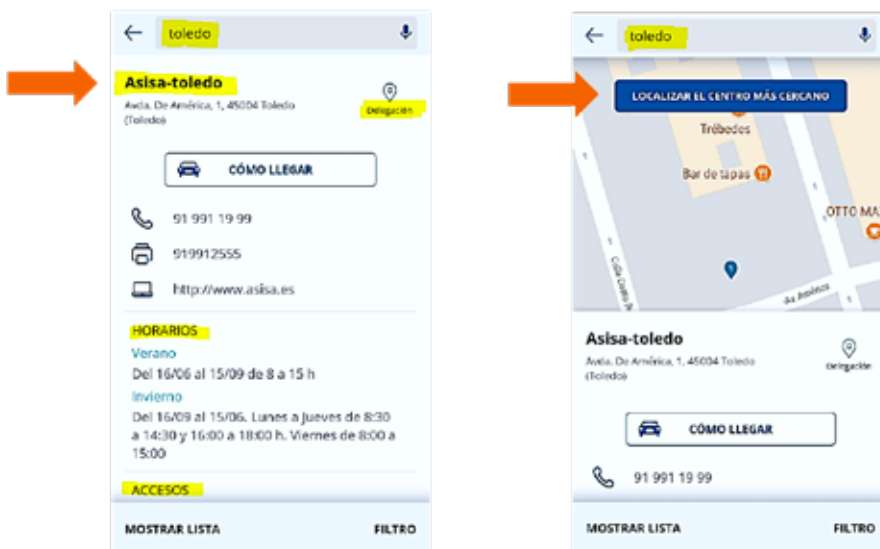 toledo
Asisa-toledo
Avda. De América, 1, 45004 Toledo
(Toledo)
Delegación
CÓMO LLEGAR
91 991 19 99
919912555
http://www.asisa.es
HORARIOS
Verano
Del 16/06 al 15/09 de 8 a 15 h
Invierno
Del 16/09 al 15/06. Lunes a Jueves de 8:30
a 14:30 y 16:00 a 18:00 h. Viernes de 8:00 a
15:00
ACCESOS
MOSTRAR LISTA FILTRO
toledo
LOCALIZAR EL CENTRO MÁS CERCANO
Trébedes
Bar de tapas
OTTO MA
Av América
Asisa-toledo
Avda. De América, 1, 45004 Toledo
(Toledo)
Delegación
CÓMO LLEGAR
91 991 19 99
MOSTRAR LISTA FILTRO